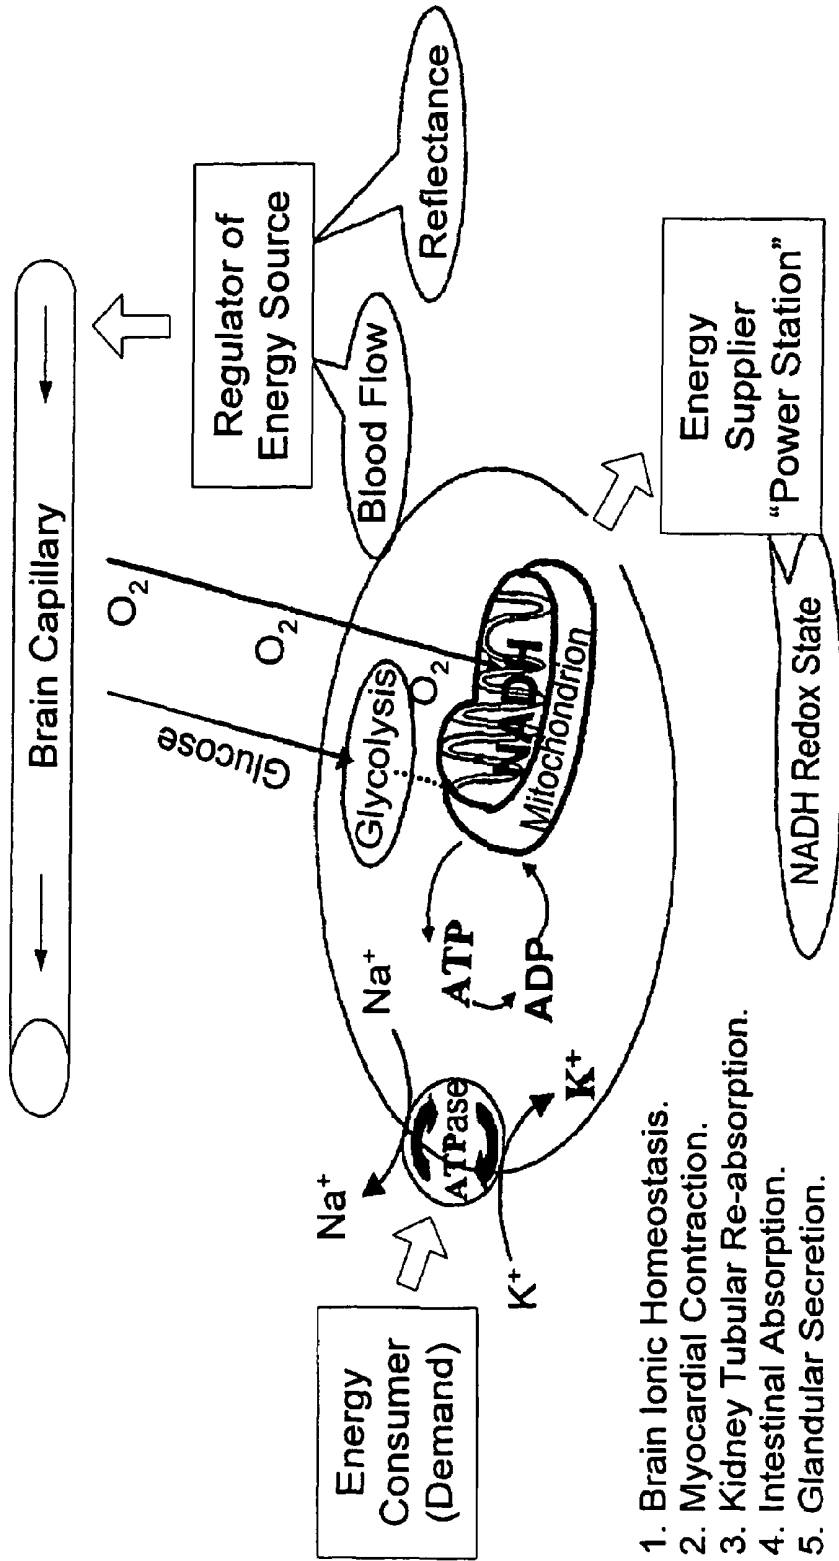 Brain Capillary
O2
O2
Glucose
Regulator of
Energy Source
Blood Flow
Reflectance
Glycolysis
O2
NADH
Mitochondrion
Na+
Na+
ATPase
ATP
ADP
K+
K+
Energy
Consumer
(Demand)
Energy
Supplier
“Power Station”
NADH Redox State
1. Brain Ionic Homeostasis.
2. Myocardial Contraction.
3. Kidney Tubular Re-absorption.
4. Intestinal Absorption.
5. Glandular Secretion.